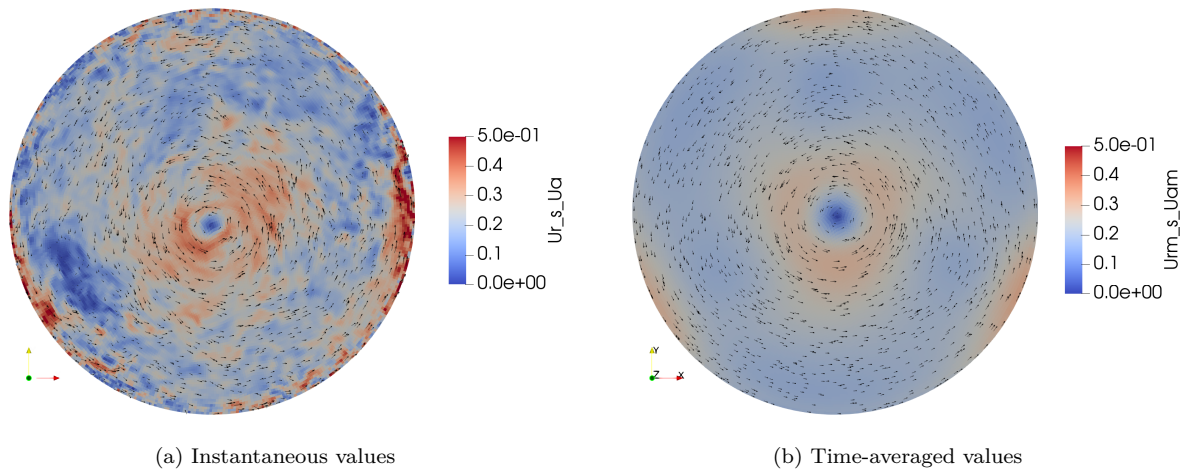 5.0e-01
0.4
0.3
0.2
0.1
0.0e+00
Ur_s_Ua
5.0e-01
0.4
0.3
0.2
0.1
0.0e+00
Urm_s_Uam
Y
Z X
(a) Instantaneous values
(b) Time-averaged values